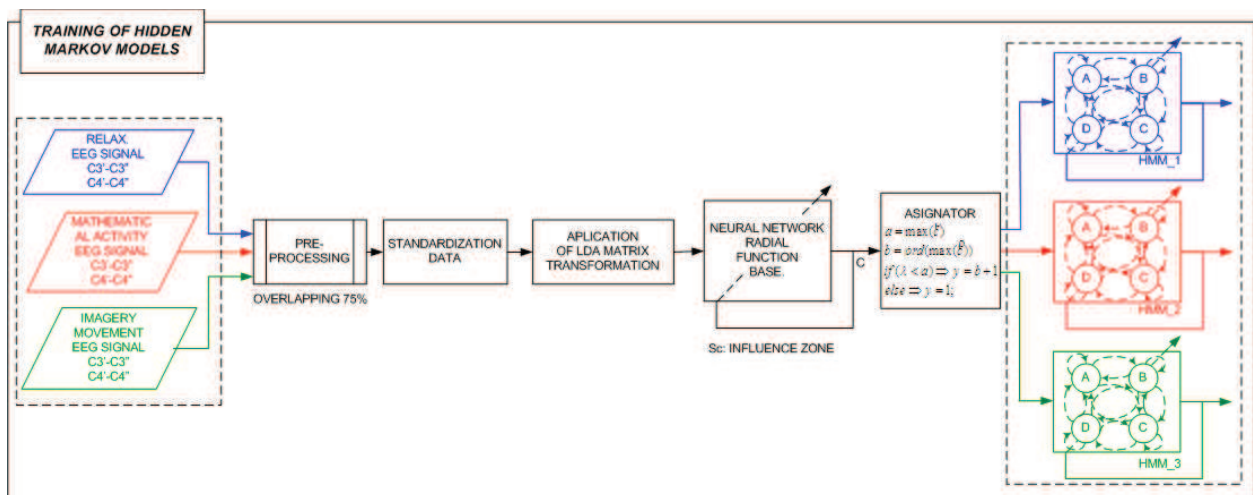 TRAINING OF HIDDEN
MARKOV MODELS
RELAX.
EEG SIGNAL
C3'-C3"
C4'-C4"
MATHEMATIC
AL ACTIVITY
EEG SIGNAL
C3'-C3"
C4'-C4"
IMAGERY
MOVEMENT
EEG SIGNAL
C3'-C3"
C4'-C4"
PRE-
PROCESSING
OVERLAPPING 75%
STANDARDIZATION
DATA
APLICATION
OF LDA MATRIX
TRANSFORMATION
NEURAL NETWORK
RADIAL
FUNCTION
BASE.
C
Sc: INFLUENCE ZONE
ASIGNATOR
a = max(
b = ord(max(
if (λ < a) ⇒ y = b + 1
else ⇒ y = 1;
A
B
D
C
HMM_1
A
B
D
C
HMM_2
A
B
D
C
HMM_3